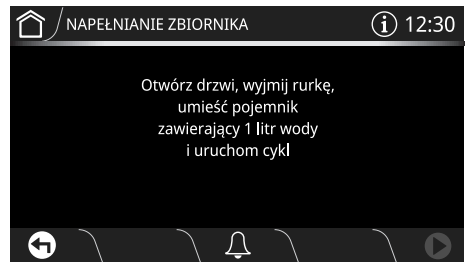 NAPEŁNIANIE ZBIORNIKA
i 12:30
Otwórz drzwi, wyjmij rurkę,
umieść pojemnik
zawierający 1 litr wody
i uruchom cykl